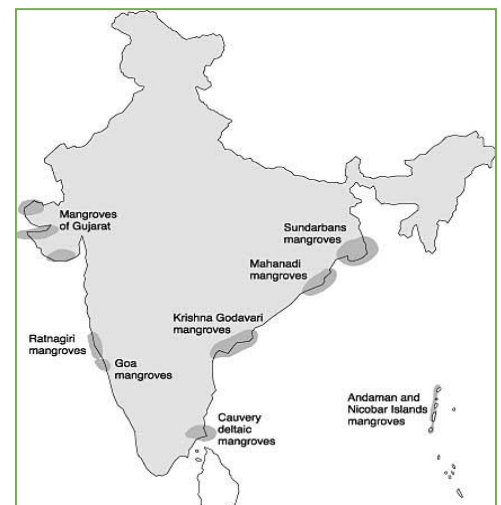 Mangroves
of Gujarat
Sundarbans
mangroves
Mahanadi
mangroves
Krishna Godavari
mangroves
Ratnagiri
mangroves
Goa
mangroves
Andaman and
Nicobar Islands
mangroves
Cauvery
deltaic
mangroves